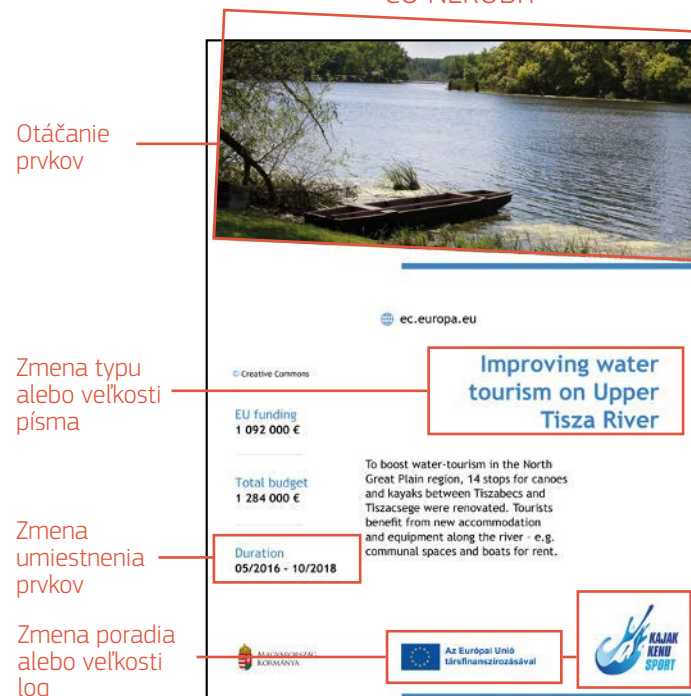 ČO NEROBIŤ
Otáčanie
prvkov
ec.europa.eu
Zmena typu
alebo veľkosti
písma
© Creative Commons
Improving water
tourism on Upper
Tisza River
EU funding
1 092 000 €
Total budget
1 284 000 €
To boost water-tourism in the North
Great Plain region, 14 stops for canoes
and kayaks between Tiszabecs and
Tiszacsege were renovated. Tourists
benefit from new accommodation
and equipment along the river - e.g.
communal spaces and boats for rent.
Zmena
umiestnenia
prvkov
Duration
05/2016 - 10/2018
Zmena poradia
alebo veľkosti
log
MAGYARORSZÁG
KORMÁNYA
Az Európai Unió
társfinanszírozásával
KAJAK
KENU
SPORT